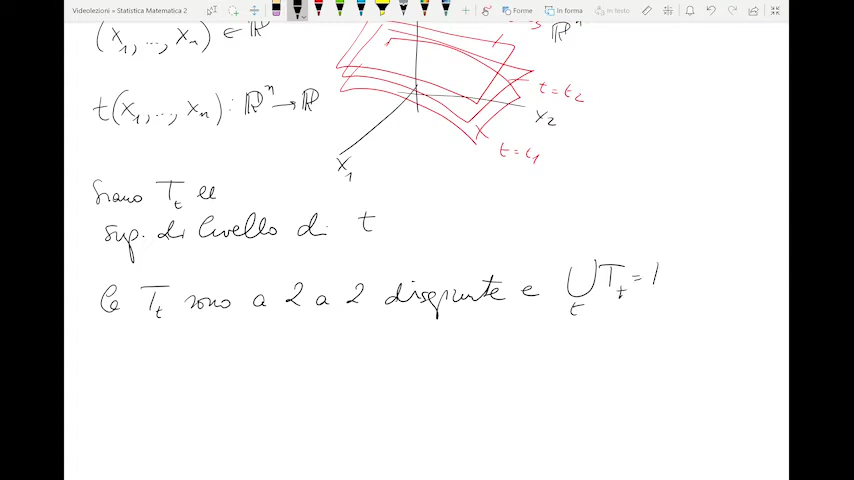 Videolezioni » Statistica Matematica 2
Forme
In forma
In testo
(x₁, ..., xₙ) ∈ ℝⁿ
ℝⁿ
t = t₂
x₂
t(x₁, ..., xₙ) : ℝⁿ → ℝ
t = t₁
x₁
Siano Tₜ le
sup. di livello di t
le Tₜ sono a 2 a 2 disgiunte e ⋃ₜ Tₜ = |